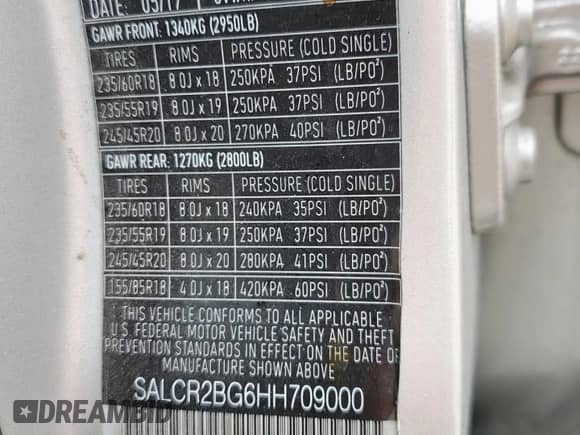 DATE: 05/17
GAWR FRONT: 1340KG (2950LB)
TIRES RIMS PRESSURE (COLD SINGLE)
235/60R18 8.0J x 18 250KPA 37PSI (LB/PO²)
235/55R19 8.0J x 19 250KPA 37PSI (LB/PO²)
245/45R20 8.0J x 20 270KPA 40PSI (LB/PO²)
GAWR REAR: 1270KG (2800LB)
TIRES RIMS PRESSURE (COLD SINGLE)
235/60R18 8.0J x 18 240KPA 35PSI (LB/PO²)
235/55R19 8.0J x 19 250KPA 37PSI (LB/PO²)
245/45R20 8.0J x 20 280KPA 41PSI (LB/PO²)
155/85R18 4.0J x 18 420KPA 60PSI (LB/PO²)
THIS VEHICLE CONFORMS TO ALL APPLICABLE
U.S. FEDERAL MOTOR VEHICLE SAFETY AND THEFT
PREVENTION STANDARDS IN EFFECT ON THE DATE OF
MANUFACTURE SHOWN ABOVE
SALCR2BG6HH709000
DREAMBID